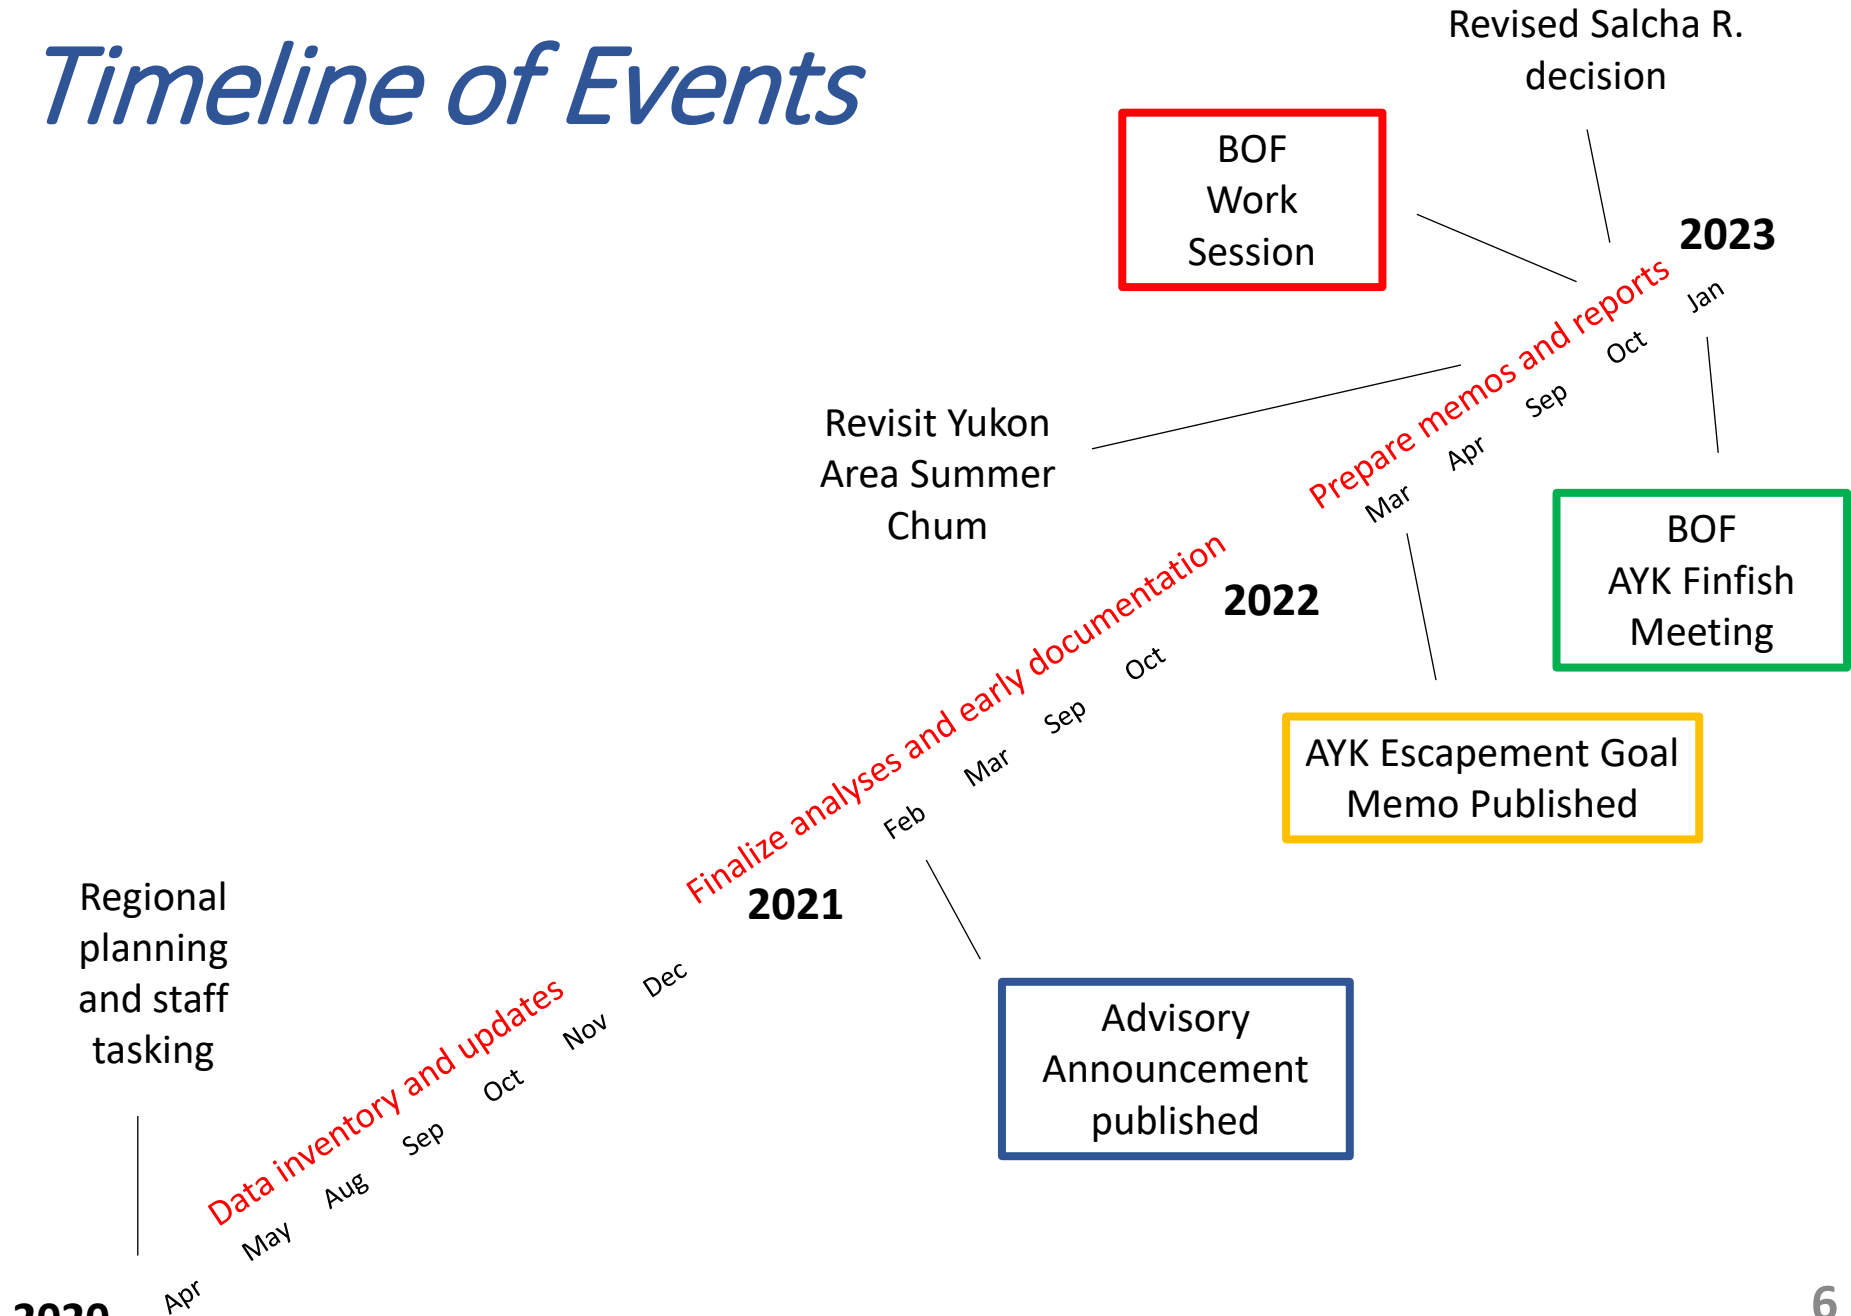 Timeline of Events
Revised Salcha R.
decision
BOF
Work
Session
2023
Prepare memos and reports
Mar
Apr
Sep
Oct
Jan
Revisit Yukon
Area Summer
Chum
BOF
AYK Finfish
Meeting
2022
Finalize analyses and early documentation
Feb
Mar
Sep
Oct
AYK Escapement Goal
Memo Published
2021
Regional
planning
and staff
tasking
Data inventory and updates
Apr
May
Aug
Sep
Oct
Nov
Dec
Advisory
Announcement
published
2020
6